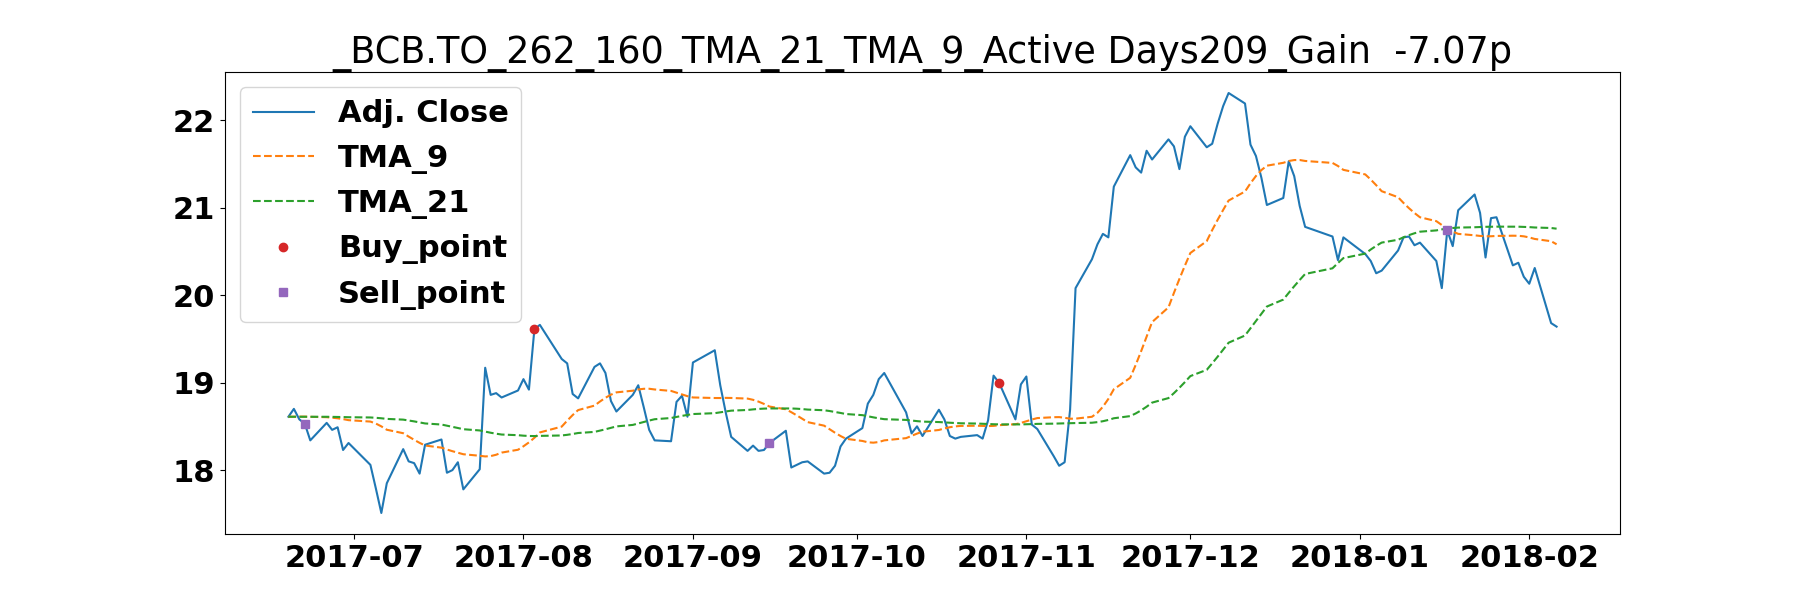 _BCB.TO_262_160_TMA_21_TMA_9_Active Days209_Gain  -7.07p
Adj. Close
TMA_9
TMA_21
Buy_point
Sell_point
22
21
20
19
18
2017-07 2017-08 2017-09 2017-10 2017-11 2017-12 2018-01 2018-02